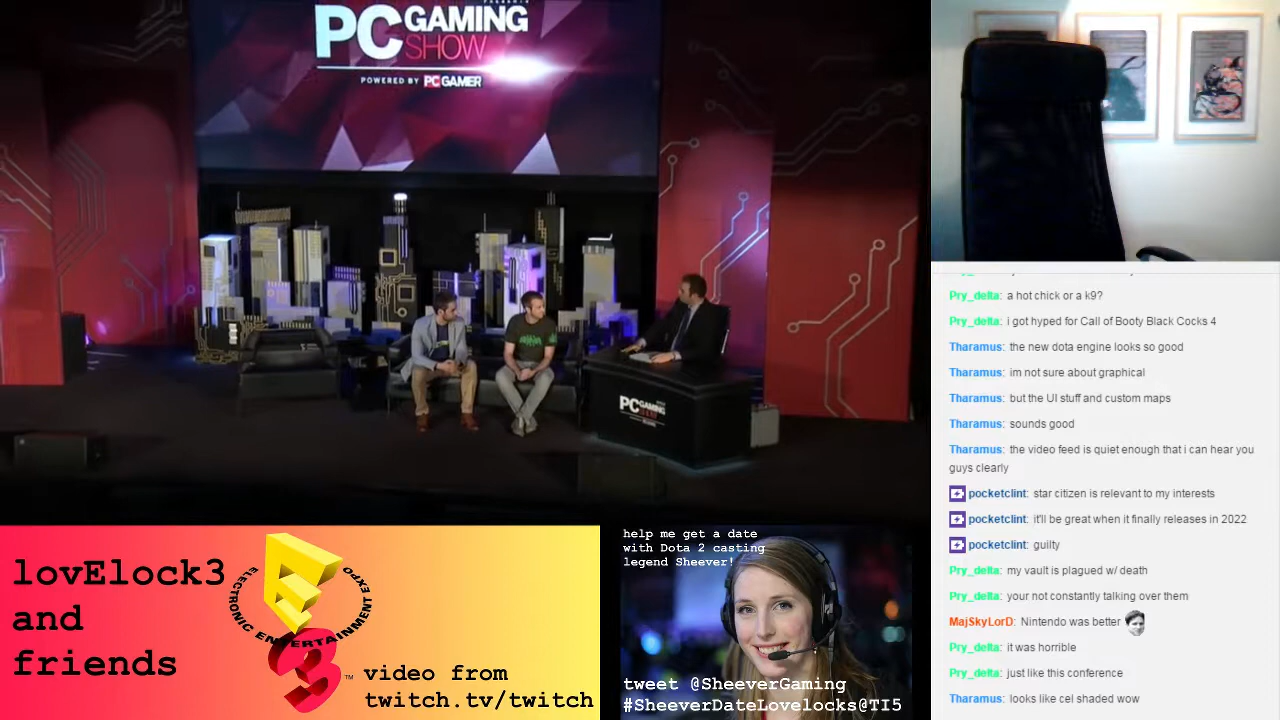 PRESENTS
PC GAMING
SHOW
POWERED BY PC GAMER
PC GAMING
SHOW
lovElock3
and
friends
ELECTRONIC ENTERTAINMENT EXPO
E
3
TM
video from
twitch.tv/twitch
help me get a date
with Dota 2 casting
legend Sheever!
tweet @SheeverGaming
#SheeverDateLovelocks@TI5
Pry_delta: a hot chick or a k9?
Pry_delta: i got hyped for Call of Booty Black Cocks 4
Tharamus: the new dota engine looks so good
Tharamus: im not sure about graphical
Tharamus: but the UI stuff and custom maps
Tharamus: sounds good
Tharamus: the video feed is quiet enough that i can hear you
guys clearly
pocketclint: star citizen is relevant to my interests
pocketclint: it'll be great when it finally releases in 2022
pocketclint: guilty
Pry_delta: my vault is plagued w/ death
Pry_delta: your not constantly talking over them
MajSkyLorD: Nintendo was better
Pry_delta: it was horrible
Pry_delta: just like this conference
Tharamus: looks like cel shaded wow